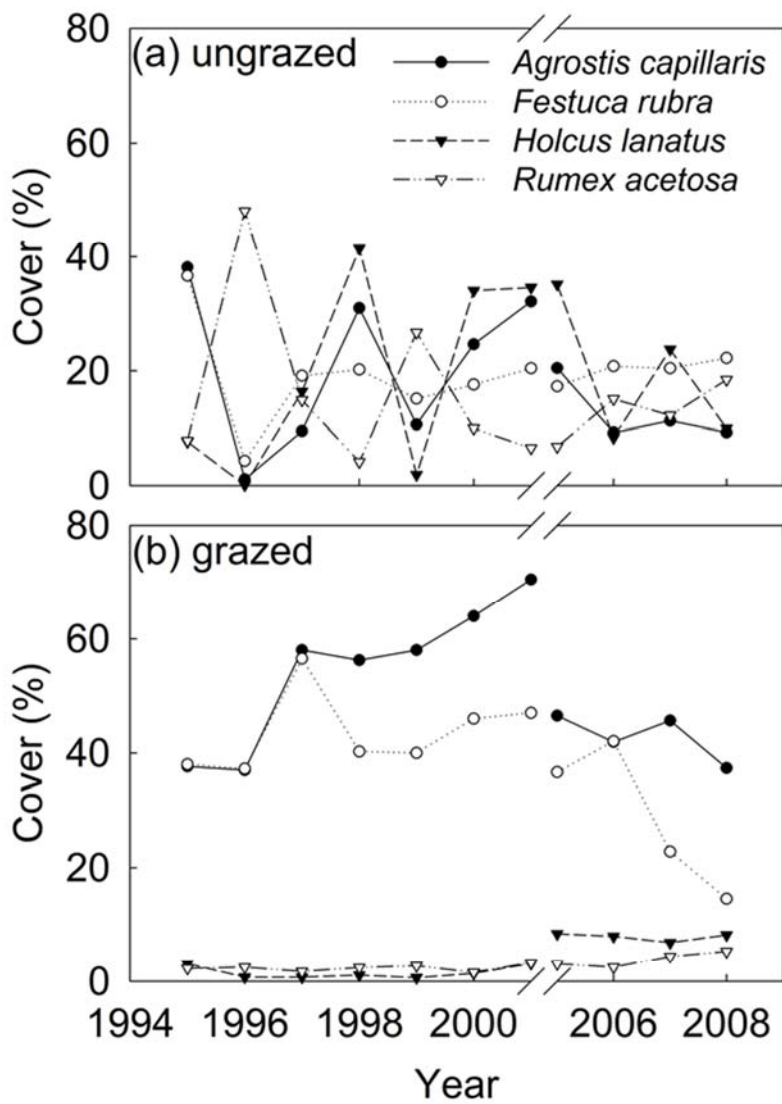 80
(a) ungrazed
Agrostis capillaris
Festuca rubra
Holcus lanatus
Rumex acetosa
60
40
20
0
Cover (%)
80
(b) grazed
60
40
20
0
Cover (%)
1994 1996 1998 2000 2006 2008
Year